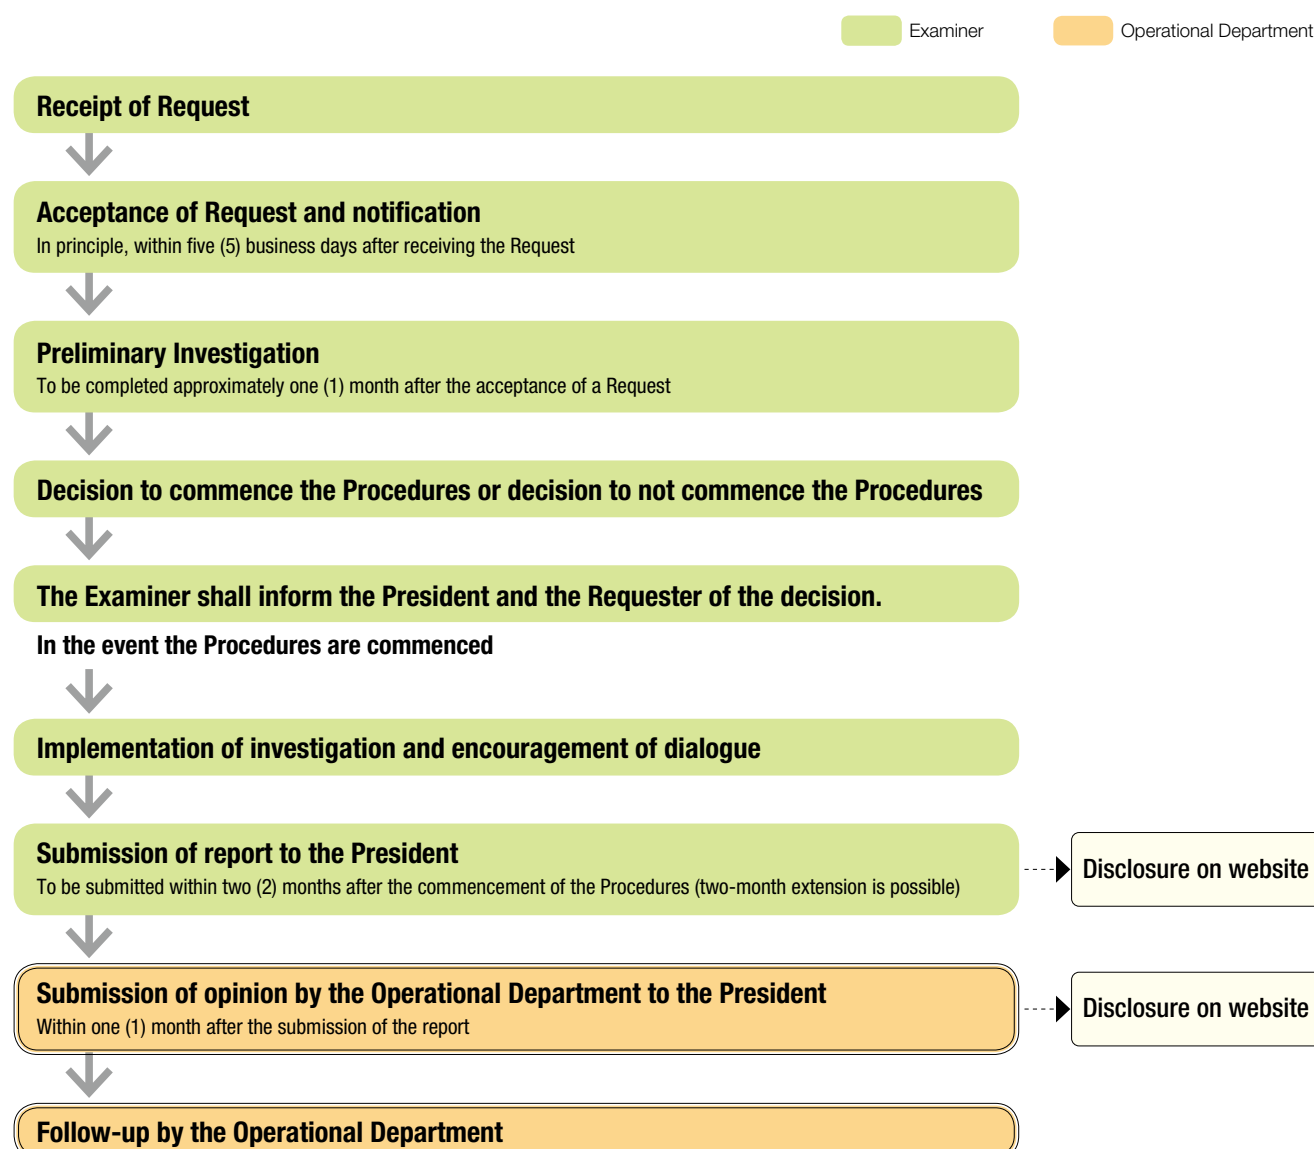 Examiner
Operational Department
Receipt of Request
Acceptance of Request and notification
In principle, within five (5) business days after receiving the Request
Preliminary Investigation
To be completed approximately one (1) month after the acceptance of a Request
Decision to commence the Procedures or decision to not commence the Procedures
The Examiner shall inform the President and the Requester of the decision.
In the event the Procedures are commenced
Implementation of investigation and encouragement of dialogue
Submission of report to the President
To be submitted within two (2) months after the commencement of the Procedures (two-month extension is possible)
Disclosure on website
Submission of opinion by the Operational Department to the President
Within one (1) month after the submission of the report
Disclosure on website
Follow-up by the Operational Department